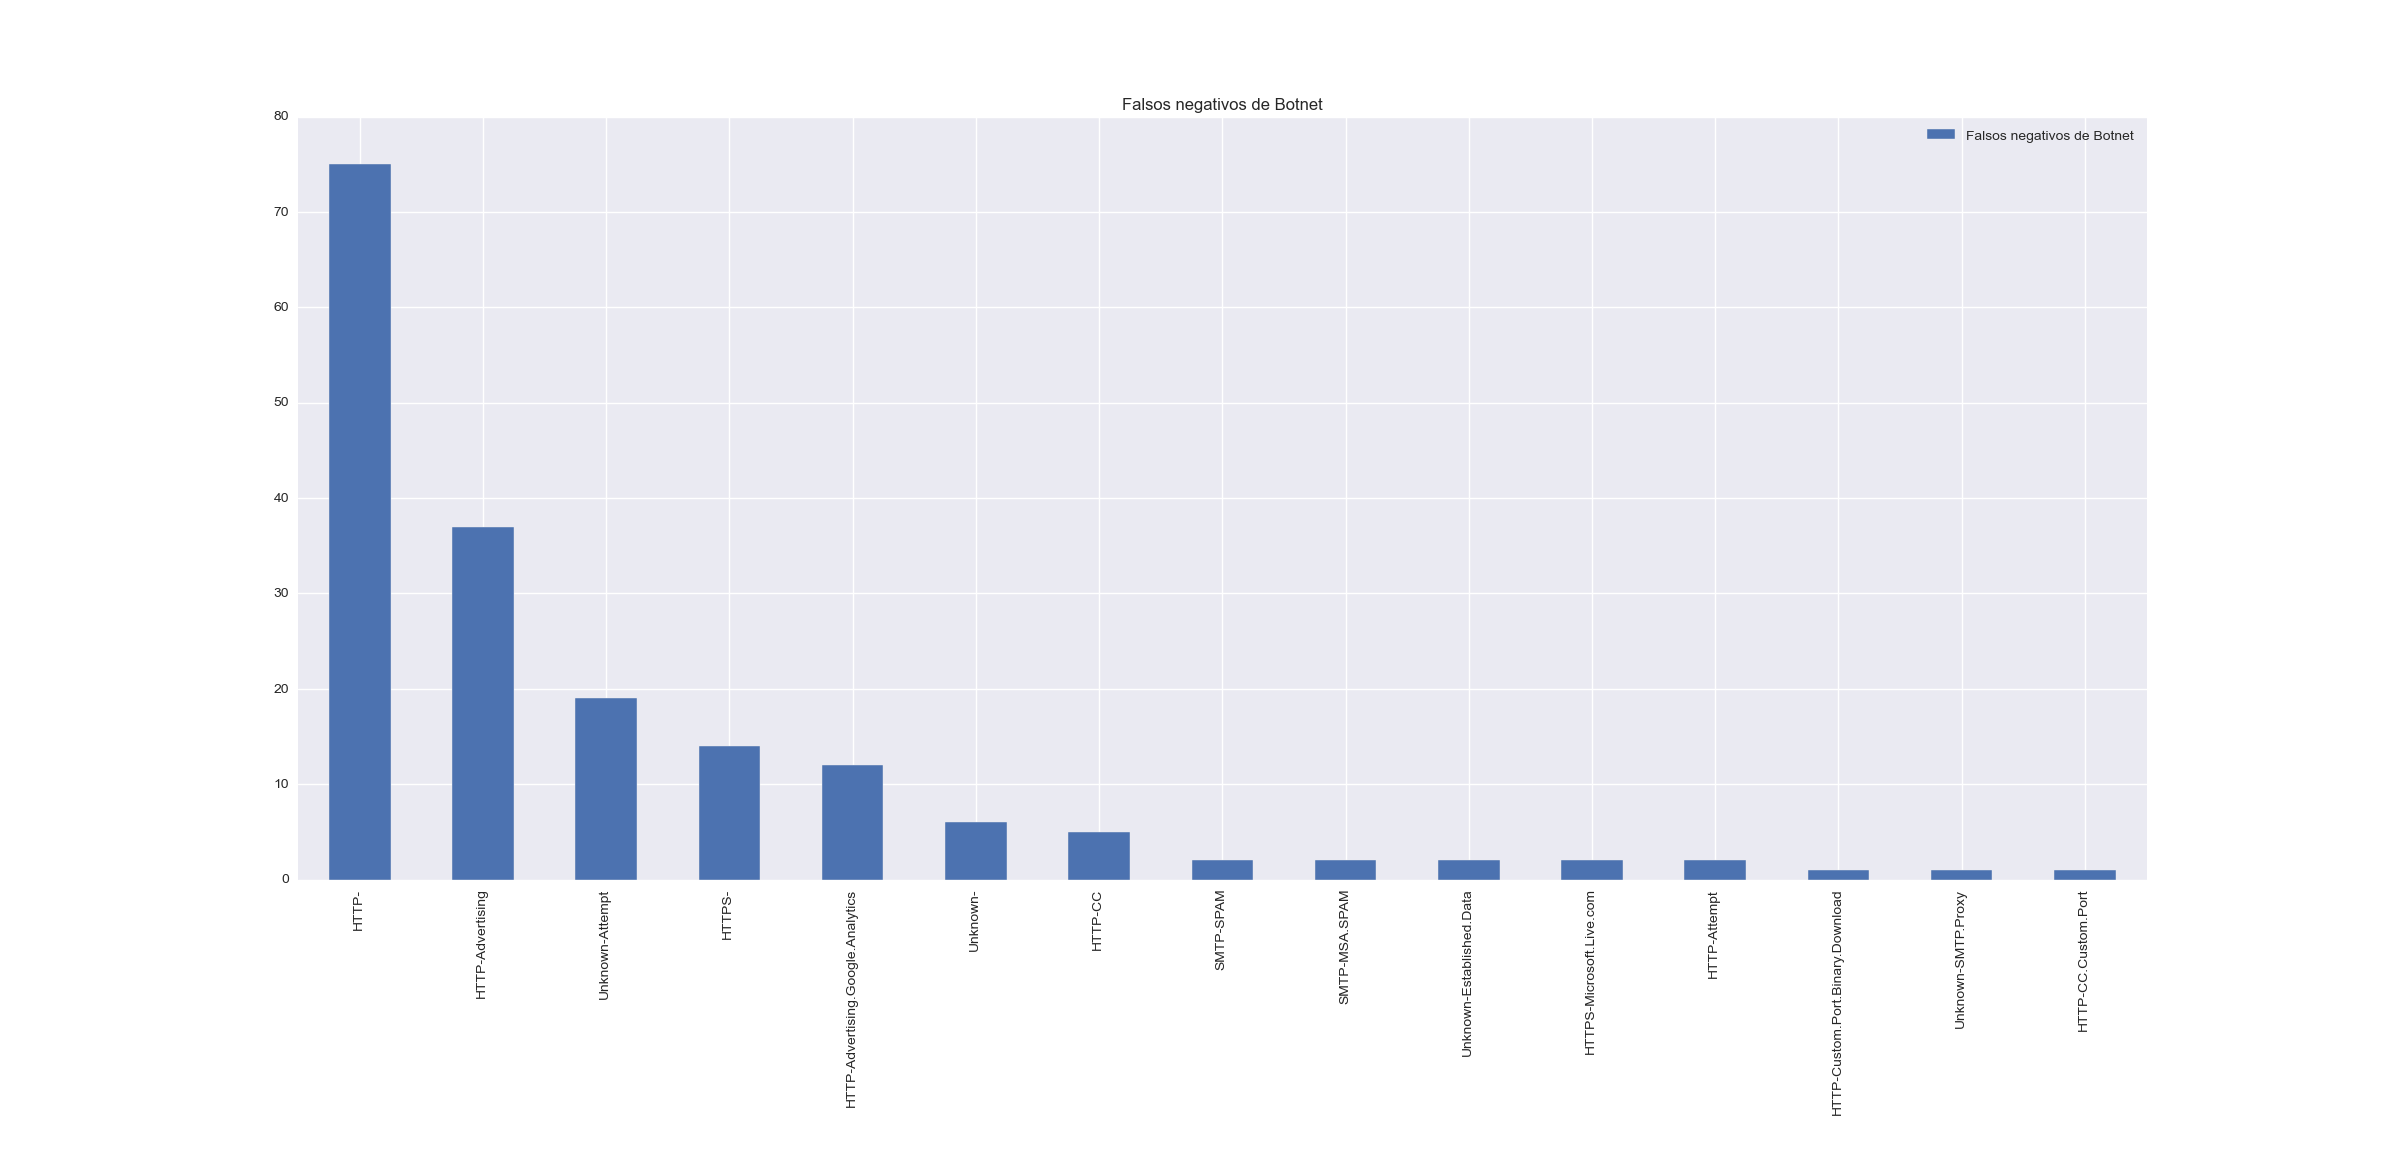 Falsos negativos de Botnet
Falsos negativos de Botnet
80
70
60
50
40
30
20
10
0
HTTP-
HTTP-Advertising
Unknown-Attempt
HTTPS-
HTTP-Advertising.Google.Analytics
Unknown-
HTTP-CC
SMTP-SPAM
SMTP-MSA.SPAM
Unknown-Established.Data
HTTPS-Microsoft.Live.com
HTTP-Attempt
HTTP-Custom.Port.Binary.Download
Unknown-SMTP.Proxy
HTTP-CC.Custom.Port